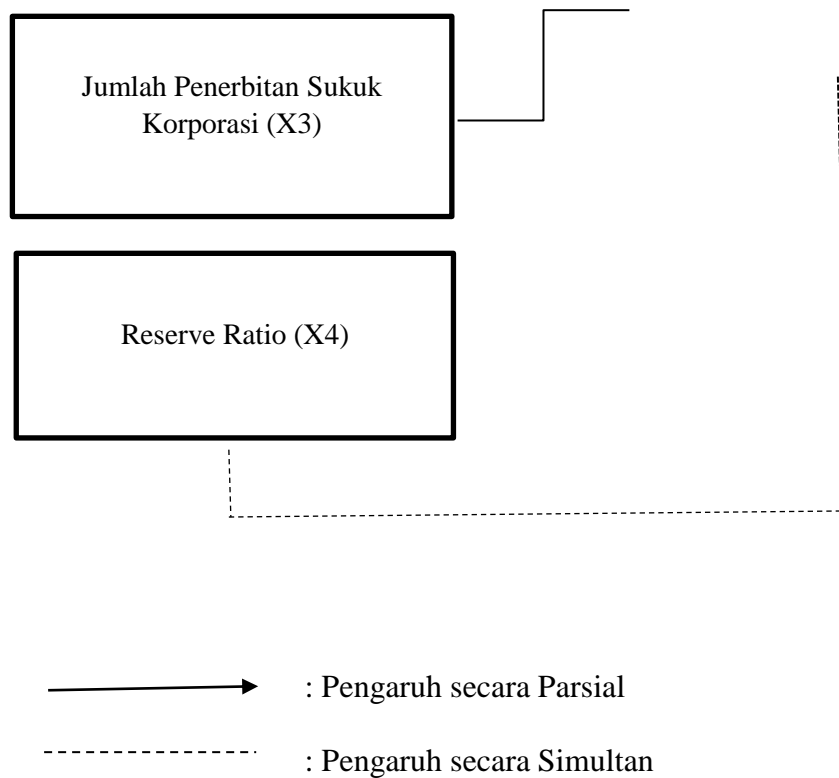 Jumlah Penerbitan Sukuk
Korporasi (X3)
Reserve Ratio (X4)
: Pengaruh secara Parsial
: Pengaruh secara Simultan